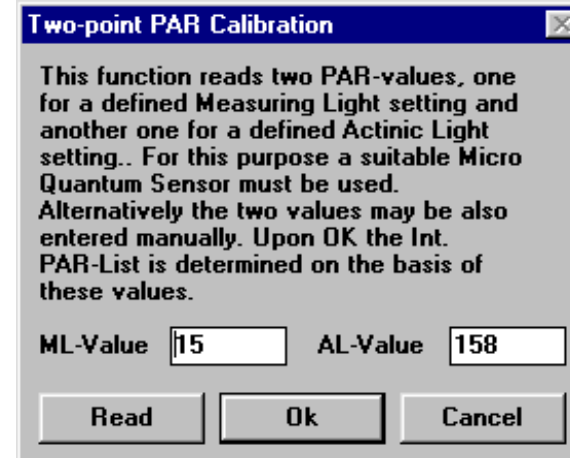 Two-point PAR Calibration
This function reads two PAR-values, one
for a defined Measuring Light setting and
another one for a defined Actinic Light
setting.. For this purpose a suitable Micro
Quantum Sensor must be used.
Alternatively the two values may be also
entered manually. Upon OK the Int.
PAR-List is determined on the basis of
these values.
ML-Value 15 AL-Value 158
Read Ok Cancel